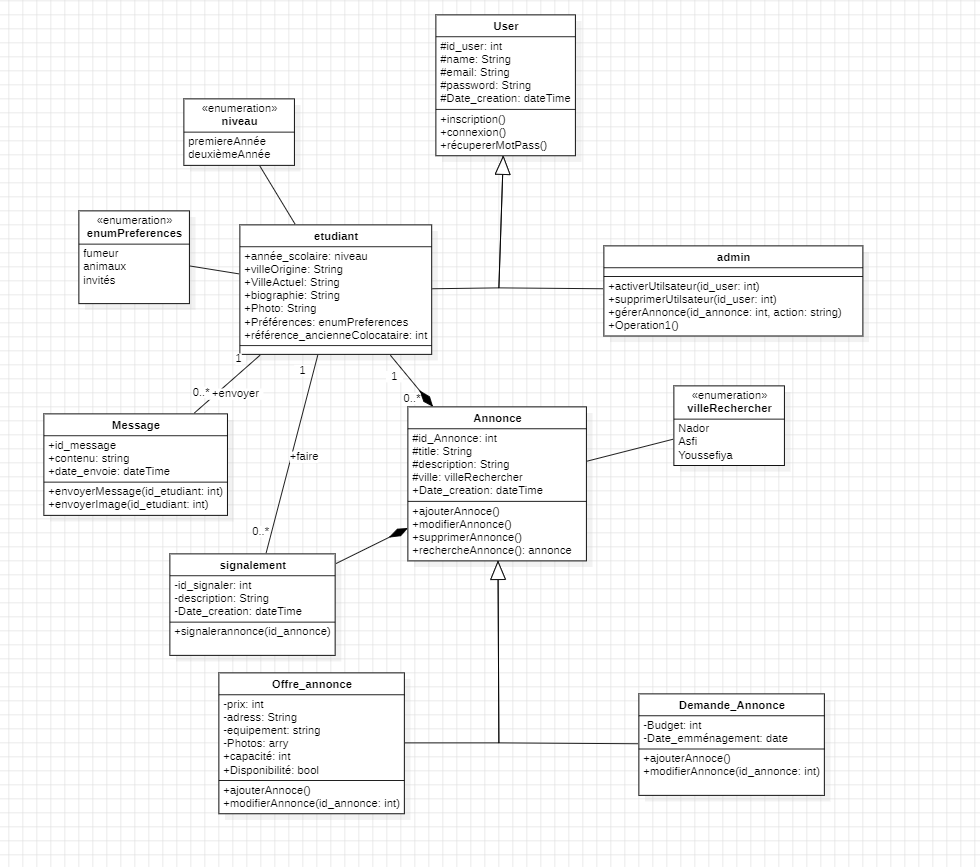 User
#id_user: int
#name: String
#email: String
#password: String
#Date_creation: dateTime
+inscription()
+connexion()
+récupererMotPass()
«enumeration»
niveau
premiereAnnée
deuxièmeAnnée
«enumeration»
enumPreferences
fumeur
animaux
invités
etudiant
+année_scolaire: niveau
+villeOrigine: String
+VilleActuel: String
+biographie: String
+Photo: String
+Préférences: enumPreferences
+référence_ancienneColocataire: int
admin
+activerUtilsateur(id_user: int)
+supprimerUtilsateur(id_user: int)
+gérerAnnonce(id_annonce: int, action: string)
+Operation1()
1
0..*
+envoyer
1
+faire
0..*
1
0..*
«enumeration»
villeRechercher
Nador
Asfi
Youssefiya
Message
+id_message
+contenu: string
+date_envoie: dateTime
+envoyerMessage(id_etudiant: int)
+envoyerImage(id_etudiant: int)
Annonce
#id_Annonce: int
#title: String
#description: String
#ville: villeRechercher
+Date_creation: dateTime
+ajouterAnnoce()
+modifierAnnonce()
+supprimerAnnonce()
+rechercheAnnonce(): annonce
signalement
-id_signaler: int
-description: String
-Date_creation: dateTime
+signalerannonce(id_annonce)
Offre_annonce
-prix: int
-adress: String
-equipement: string
-Photos: arry
+capacité: int
+Disponibilité: bool
+ajouterAnnoce()
+modifierAnnonce(id_annonce: int)
Demande_Annonce
-Budget: int
-Date_emménagement: date
+ajouterAnnoce()
+modifierAnnonce(id_annonce: int)